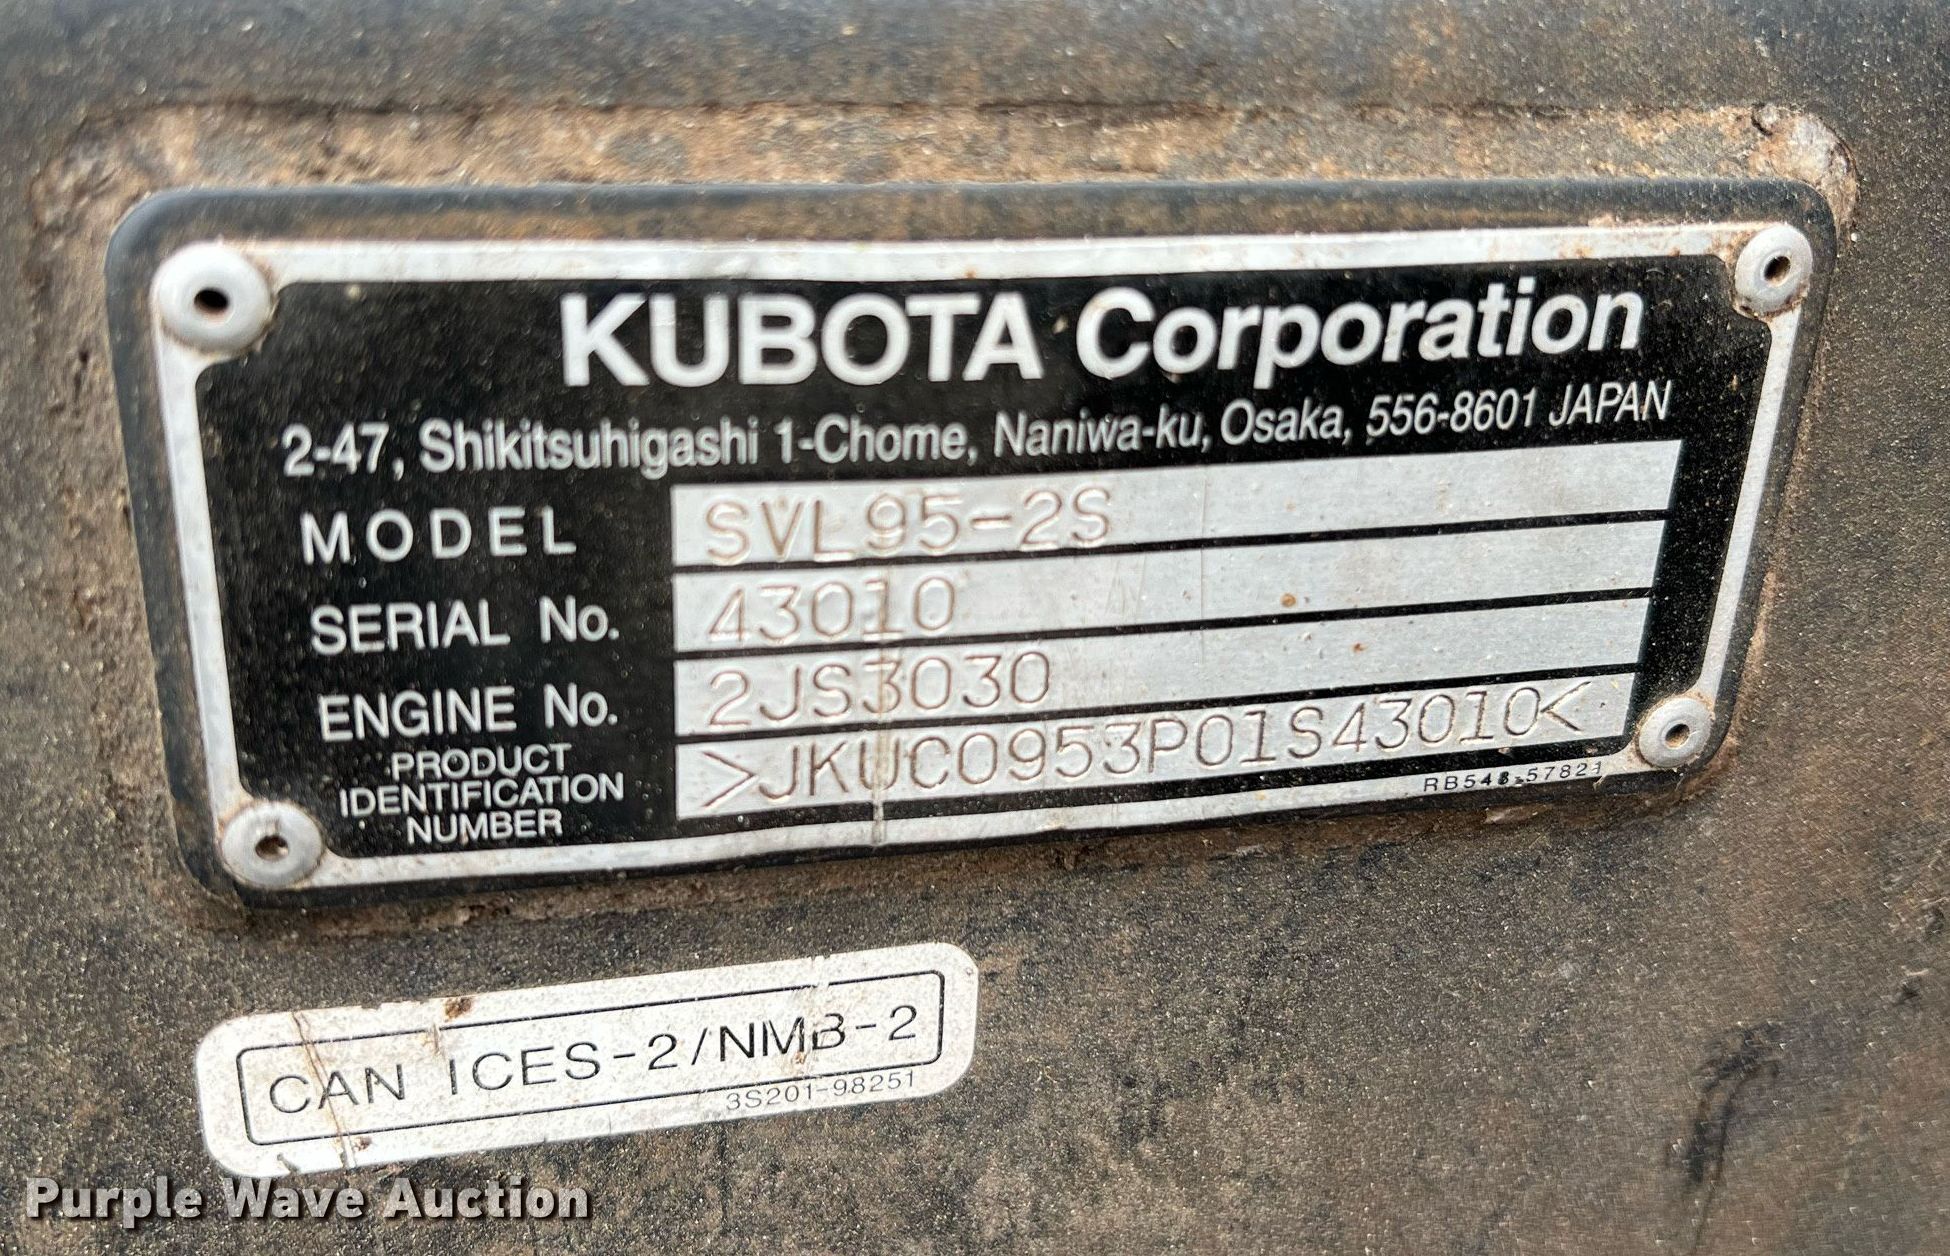 KUBOTA Corporation
2-47, Shikitsuhigashi 1-Chome, Naniwa-ku, Osaka, 556-8601 JAPAN
MODEL SVL95-2S
SERIAL No. 43010
ENGINE No. 2JS3030
PRODUCT
IDENTIFICATION
NUMBER
>JKUC0953P01S43010<
RB548-57821
CAN ICES-2/NMB-2
3S201-98251
Purple Wave Auction